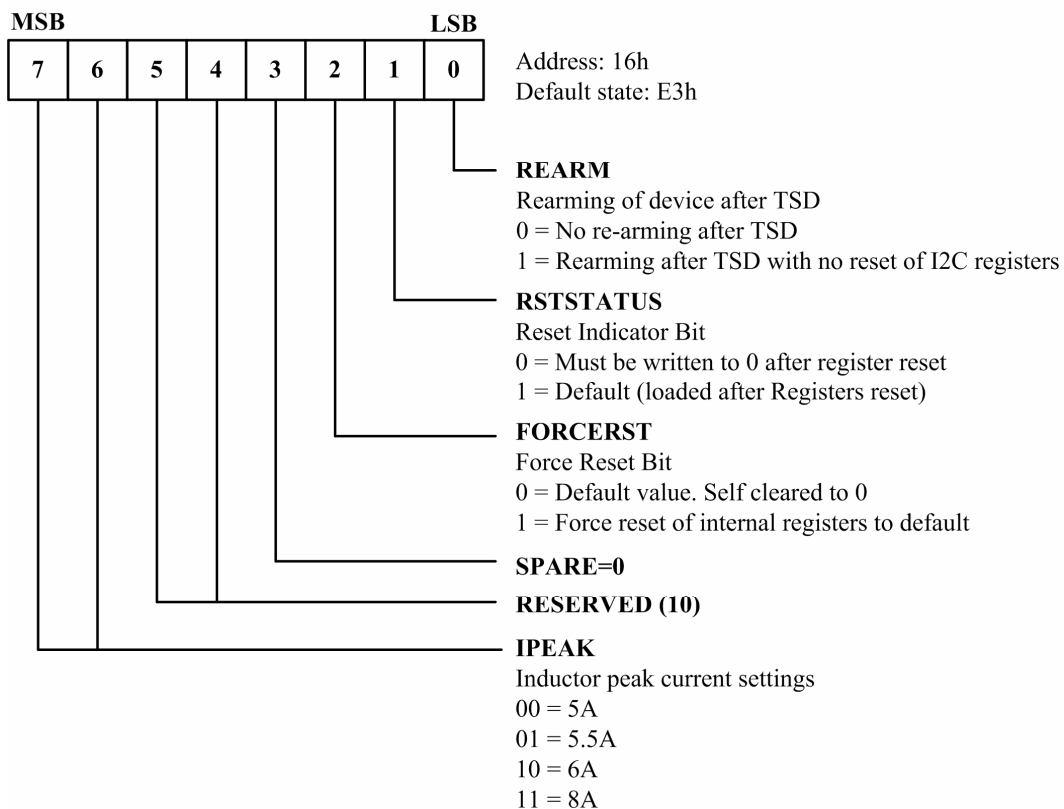 MSB LSB
7 6 5 4 3 2 1 0
Address: 16h
Default state: E3h
REARM
Rearming of device after TSD
0 = No re-arming after TSD
1 = Rearming after TSD with no reset of I2C registers
RSTSTATUS
Reset Indicator Bit
0 = Must be written to 0 after register reset
1 = Default (loaded after Registers reset)
FORCERST
Force Reset Bit
0 = Default value. Self cleared to 0
1 = Force reset of internal registers to default
SPARE=0
RESERVED (10)
IPEAK
Inductor peak current settings
00 = 5A
01 = 5.5A
10 = 6A
11 = 8A